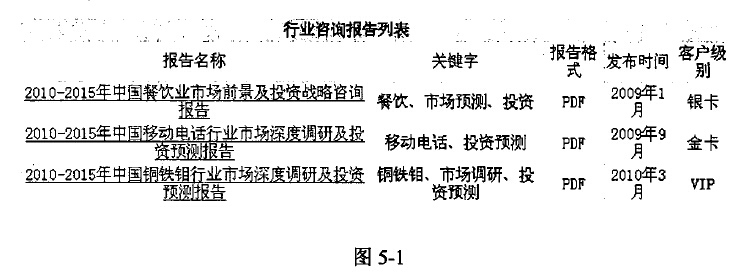 行业咨询报告列表
报告名称 关键字 报告格式 发布时间 客户级别
2010-2015年中国餐饮业市场前景及投资战略咨询报告 餐饮、市场预测、投资 PDF 2009年1月 银卡
2010-2015年中国移动电话行业市场深度调研及投资预测报告 移动电话、投资预测 PDF 2009年9月 金卡
2010-2015年中国铜铁钼行业市场深度调研及投资预测报告 铜铁钼、市场调研、投资预测 PDF 2010年3月 VIP
图 5-1